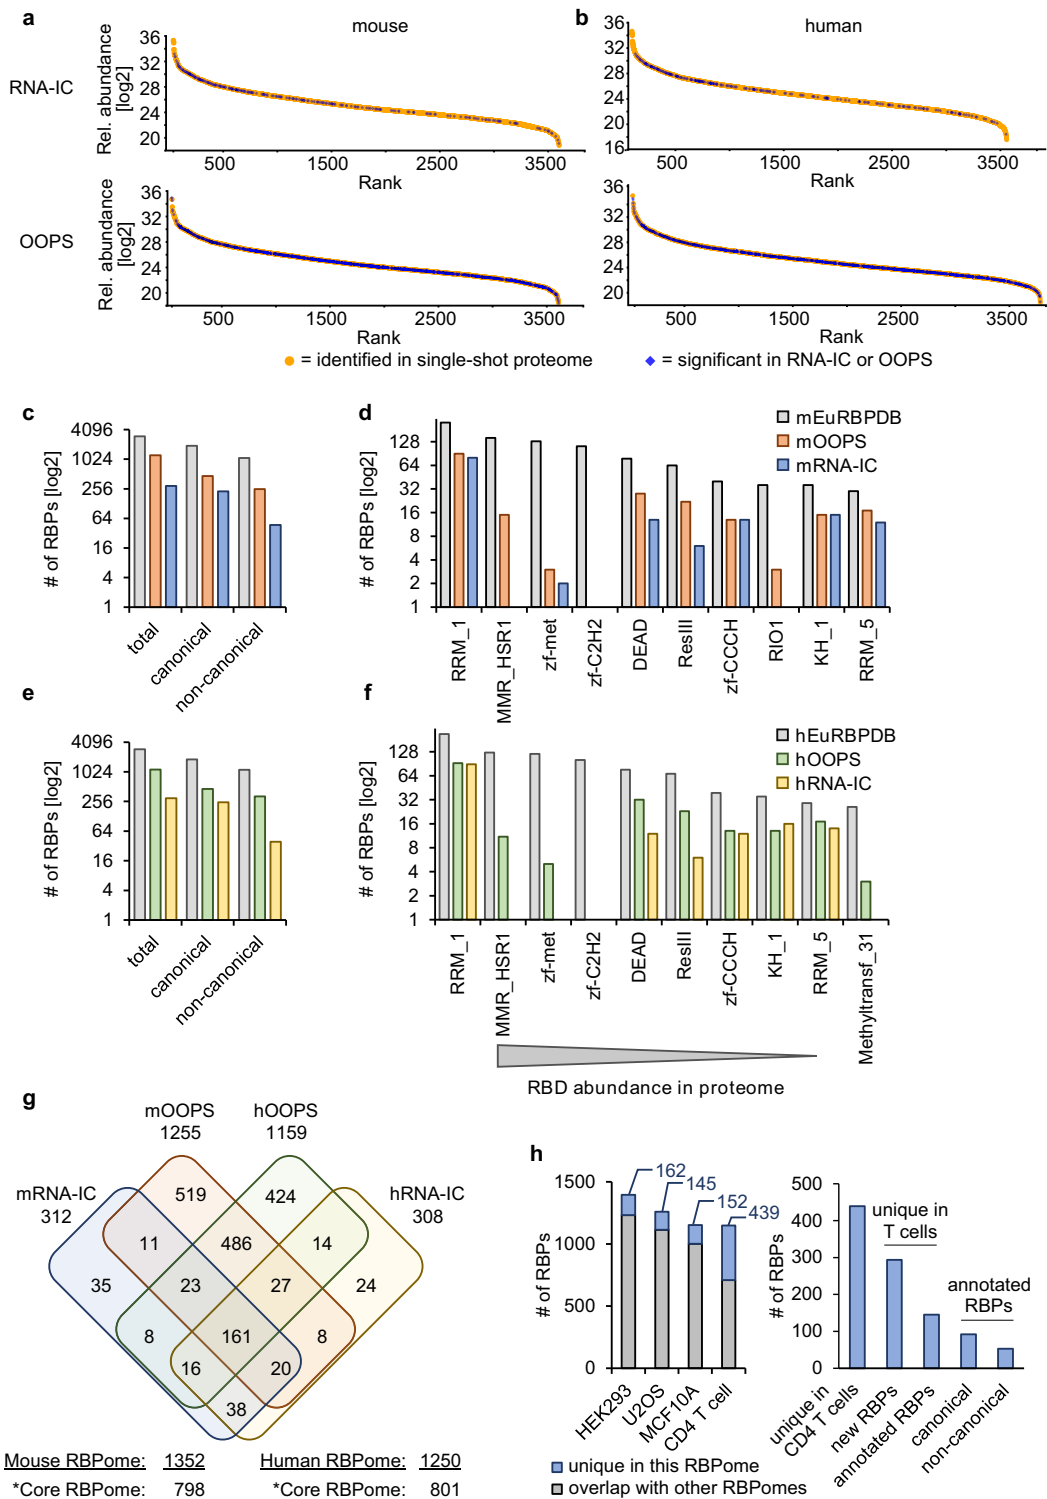 a
mouse
b
human
RNA-IC
Rel. abundance
[log2]
36
32
28
24
20
500
1500
2500
3500
Rank
36
32
28
24
20
16
500
1500
2500
3500
Rank
OOPS
Rel. abundance
[log2]
36
32
28
24
20
500
1500
2500
3500
Rank
36
32
28
24
20
500
1500
2500
3500
Rank
= identified in single-shot proteome
= significant in RNA-IC or OOPS
c
# of RBPs [log2]
4096
1024
256
64
16
4
1
total
canonical
non-canonical
d
# of RBPs [log2]
128
64
32
16
8
4
2
1
mEuRBPDB
mOOPS
mRNA-IC
RRM_1
MMR_HSR1
zf-met
zf-C2H2
DEAD
ResIII
zf-CCCH
RIO1
KH_1
RRM_5
e
# of RBPs [log2]
4096
1024
256
64
16
4
1
total
canonical
non-canonical
f
# of RBPs [log2]
128
64
32
16
8
4
2
1
hEuRBPDB
hOOPS
hRNA-IC
RRM_1
MMR_HSR1
zf-met
zf-C2H2
DEAD
ResIII
zf-CCCH
KH_1
RRM_5
Methyltransf_31
RBD abundance in proteome
g
mOOPS
1255
hOOPS
1159
mRNA-IC
312
hRNA-IC
308
519
424
11
486
14
35
23
27
24
8
161
8
16
20
38
Mouse RBPome: 1352
*Core RBPome: 798
Human RBPome: 1250
*Core RBPome: 801
h
# of RBPs
1500
1000
500
0
162
145
152
439
HEK293
U2OS
MCF10A
CD4 T cell
unique in this RBPome
overlap with other RBPomes
# of RBPs
500
400
300
200
100
0
unique in
T cells
annotated
RBPs
unique in
CD4 T cells
new RBPs
annotated RBPs
canonical
non-canonical